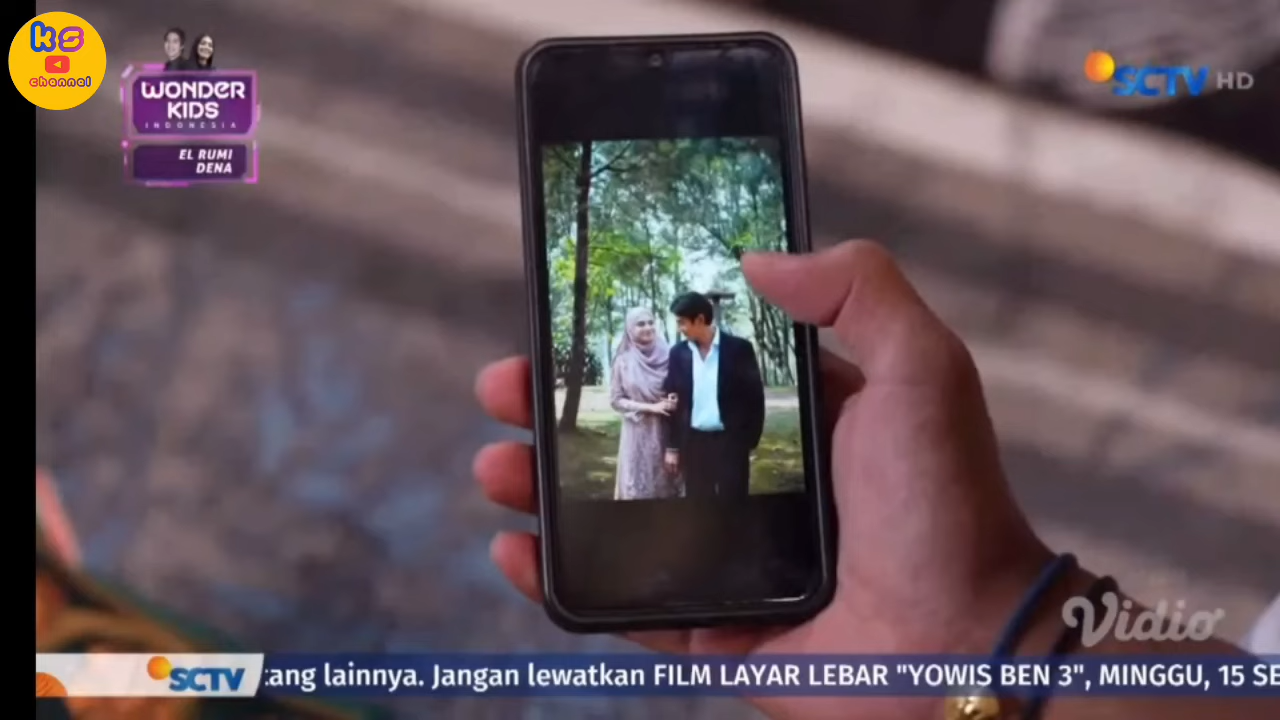 KS
channel
WONDER
KIDS
INDONESIA
EL RUMI
DENA
SCTV HD
Vidio
SCTV
tang lainnya. Jangan lewatkan FILM LAYAR LEBAR "YOWIS BEN 3", MINGGU, 15 SE